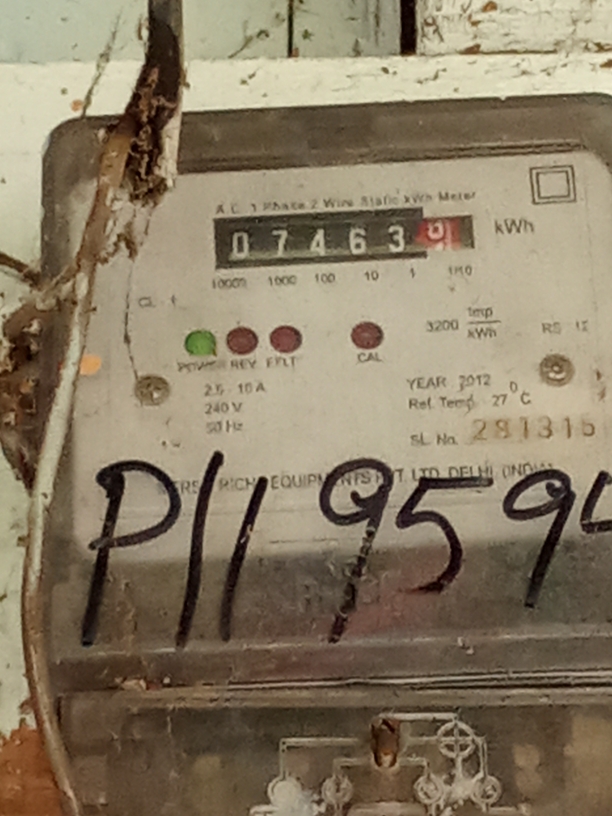 A.C. 1 Phase 2 Wire Static kWh Meter
07463 kWh
10000 1000 100 10 1 1/10
CL. 1
3200 Imp/kWh
POWER REV E/FLT CAL
2.5 - 10 A
240 V
50 Hz
YEAR 2012
Ref. Temp. 27°C
SL. No. 281315
EQUIPMENTS PVT. LTD. DELHI (INDIA)
P//9594